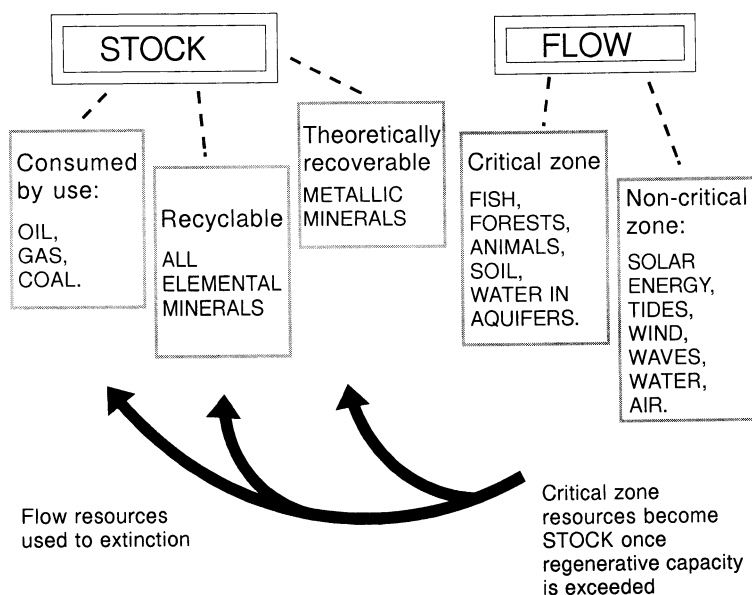 STOCK
FLOW
Consumed
by use:
OIL,
GAS,
COAL.
Recyclable
ALL
ELEMENTAL
MINERALS
Theoretically
recoverable
METALLIC
MINERALS
Critical zone
FISH,
FORESTS,
ANIMALS,
SOIL,
WATER IN
AQUIFERS.
Non-critical
zone:
SOLAR
ENERGY,
TIDES,
WIND,
WAVES,
WATER,
AIR.
Flow resources
used to extinction
Critical zone
resources become
STOCK once
regenerative capacity
is exceeded